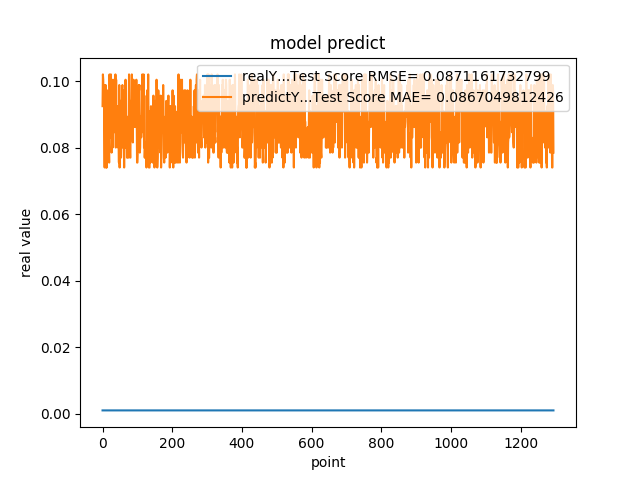 model predict
realY...Test Score RMSE= 0.0871161732799
predictY...Test Score MAE= 0.0867049812426
0.10
0.08
0.06
0.04
0.02
0.00
real value
0 200 400 600 800 1000 1200
point